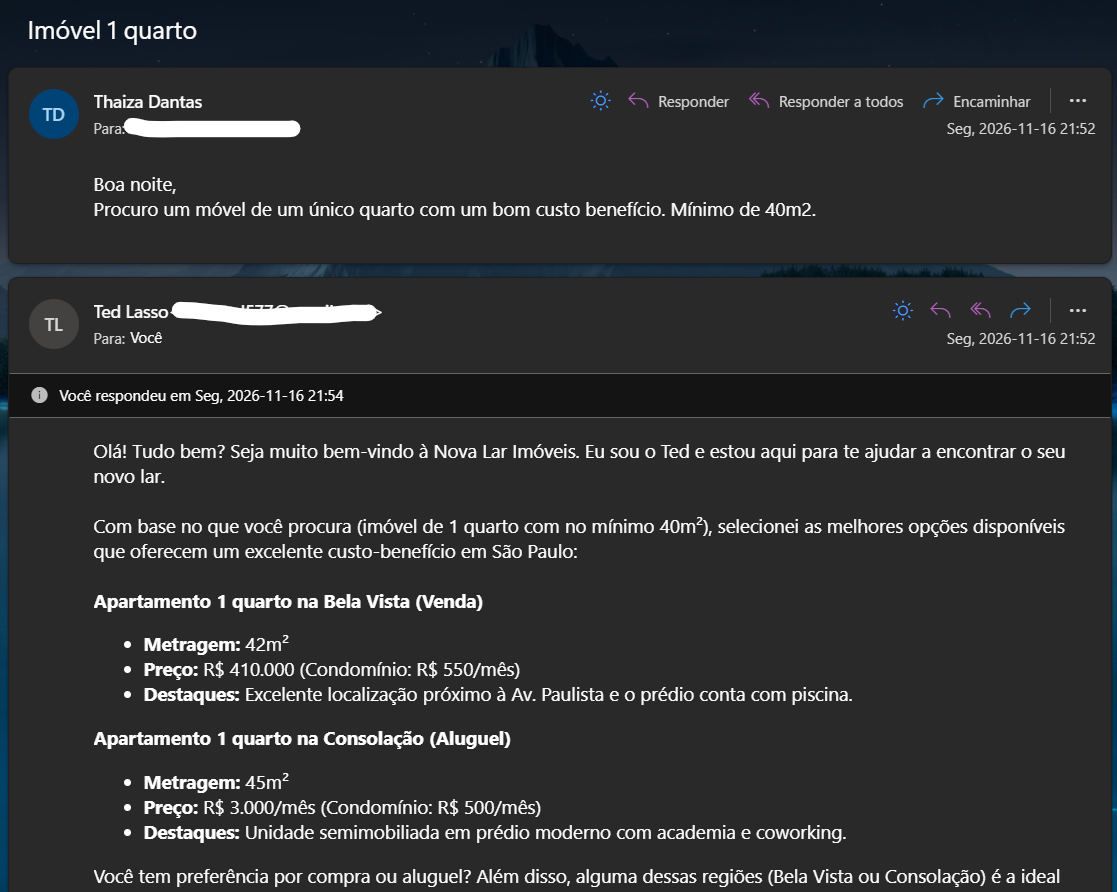 Imóvel 1 quarto
TD
Thaiza Dantas
Responder
Responder a todos
Encaminhar
Para:
Seg, 2026-11-16 21:52
Boa noite,
Procuro um móvel de um único quarto com um bom custo benefício. Mínimo de 40m2.
TL
Ted Lasso
>
Para: Você
Seg, 2026-11-16 21:52
Você respondeu em Seg, 2026-11-16 21:54
Olá! Tudo bem? Seja muito bem-vindo à Nova Lar Imóveis. Eu sou o Ted e estou aqui para te ajudar a encontrar o seu
novo lar.
Com base no que você procura (imóvel de 1 quarto com no mínimo 40m²), selecionei as melhores opções disponíveis
que oferecem um excelente custo-benefício em São Paulo:
Apartamento 1 quarto na Bela Vista (Venda)
• Metragem: 42m²
• Preço: R$ 410.000 (Condomínio: R$ 550/mês)
• Destaques: Excelente localização próximo à Av. Paulista e o prédio conta com piscina.
Apartamento 1 quarto na Consolação (Aluguel)
• Metragem: 45m²
• Preço: R$ 3.000/mês (Condomínio: R$ 500/mês)
• Destaques: Unidade semimobiliada em prédio moderno com academia e coworking.
Você tem preferência por compra ou aluguel? Além disso, alguma dessas regiões (Bela Vista ou Consolação) é a ideal